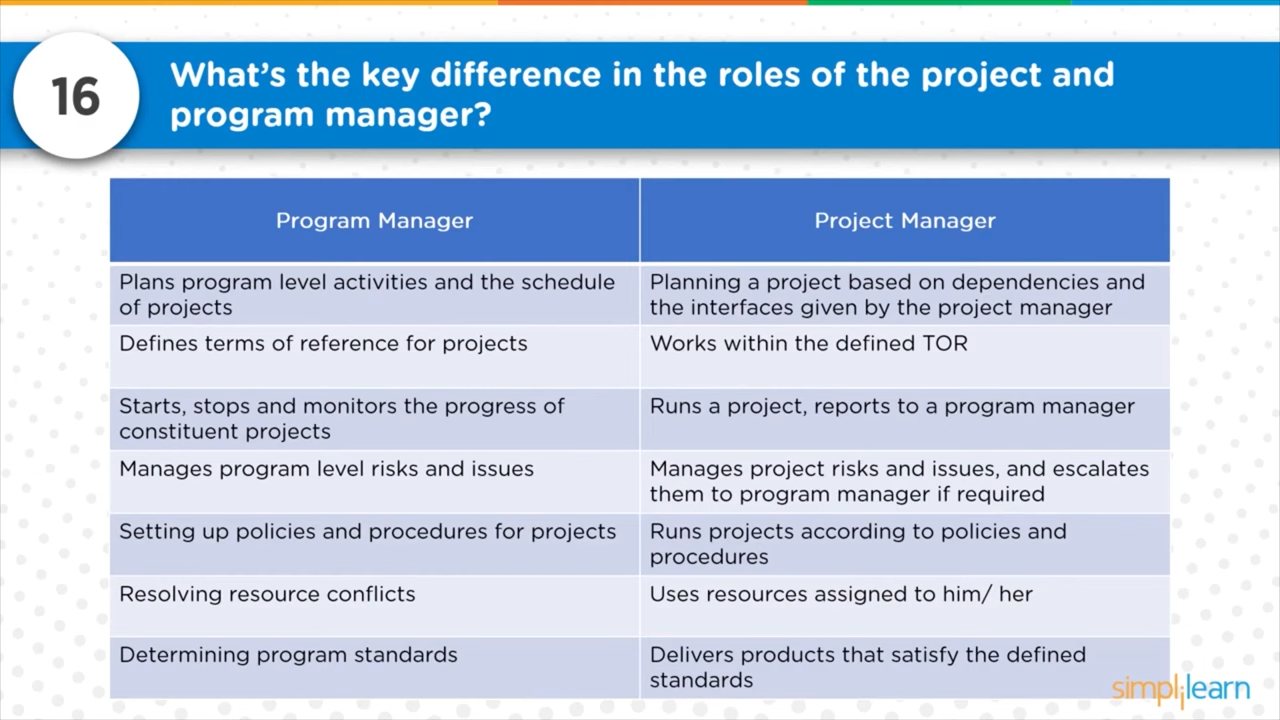 16
What's the key difference in the roles of the project and
program manager?
Program Manager
Project Manager
Plans program level activities and the schedule
of projects
Planning a project based on dependencies and
the interfaces given by the project manager
Defines terms of reference for projects
Works within the defined TOR
Starts, stops and monitors the progress of
constituent projects
Runs a project, reports to a program manager
Manages program level risks and issues
Manages project risks and issues, and escalates
them to program manager if required
Setting up policies and procedures for projects
Runs projects according to policies and
procedures
Resolving resource conflicts
Uses resources assigned to him/ her
Determining program standards
Delivers products that satisfy the defined
standards
simplilearn